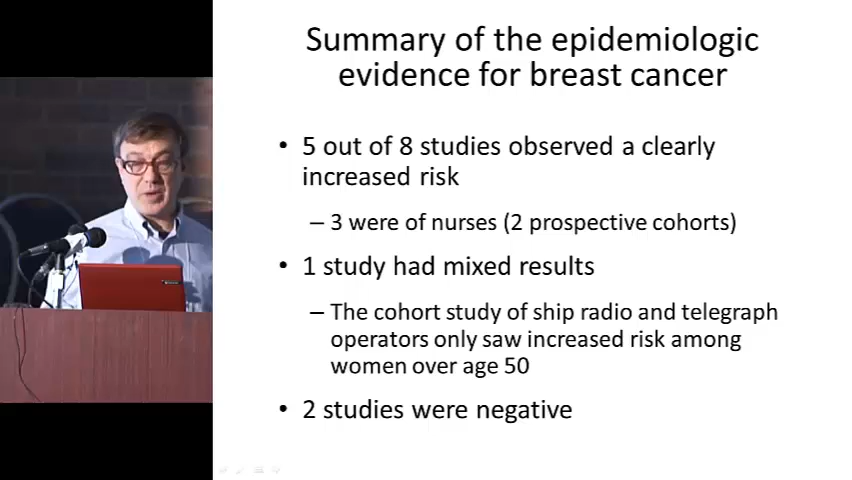 Summary of the epidemiologic
evidence for breast cancer
• 5 out of 8 studies observed a clearly
increased risk
– 3 were of nurses (2 prospective cohorts)
• 1 study had mixed results
– The cohort study of ship radio and telegraph
operators only saw increased risk among
women over age 50
• 2 studies were negative